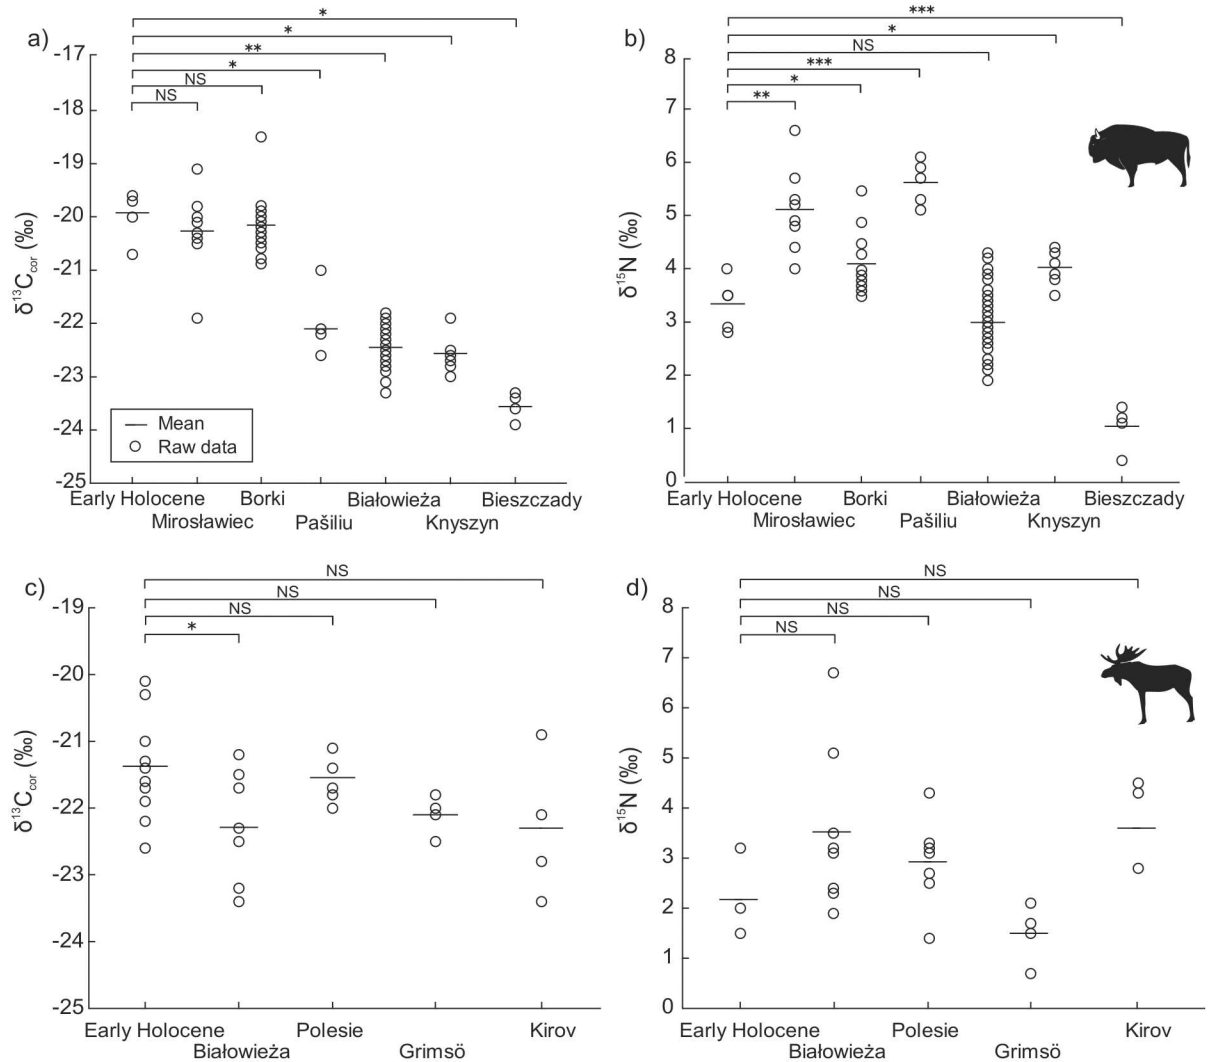 a)
*
*
**
*
NS
NS
-17
-18
-19
-20
-21
-22
-23
-24
-25
δ¹³Ccor (‰)
Mean
Raw data
Early Holocene
Mirosławiec
Borki
Pašiliu
Białowieża
Knyszyn
Bieszczady
b)
***
*
NS
***
*
**
8
7
6
5
4
3
2
1
0
δ¹⁵N (‰)
Early Holocene
Mirosławiec
Borki
Pašiliu
Białowieża
Knyszyn
Bieszczady
c)
NS
NS
NS
*
-19
-20
-21
-22
-23
-24
-25
δ¹³Ccor (‰)
Early Holocene
Białowieża
Polesie
Grimsö
Kirov
d)
NS
NS
NS
NS
8
7
6
5
4
3
2
1
0
δ¹⁵N (‰)
Early Holocene
Białowieża
Polesie
Grimsö
Kirov